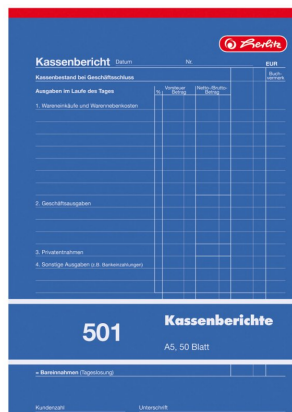 Herlitz
Kassenbericht Datum Nr. EUR
Kassenbestand bei Geschäftsschluss Buch-
vermerk
Ausgaben im Laufe des Tages % Vorsteuer Betrag (Netto-)Brutto- Betrag
1. Wareneinkäufe und Warennebenkosten
2. Geschäftsausgaben
3. Privatentnahmen
4. Sonstige Ausgaben (z.B. Bankeinzahlungen)
501
Kassenberichte
A5, 50 Blatt
= Bareinnahmen (Tageslosung)
Kundenzahl Unterschrift